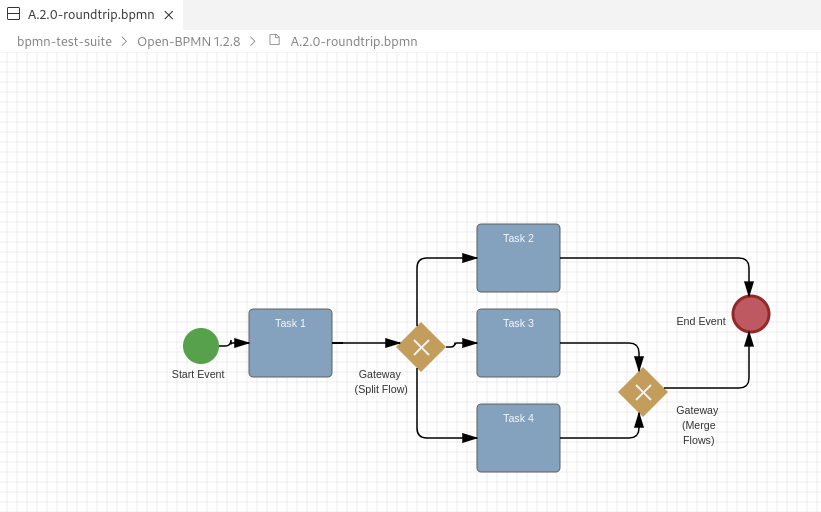 A.2.0-roundtrip.bpmn
bpmn-test-suite > Open-BPMN 1.2.8 > A.2.0-roundtrip.bpmn
Task 2
Task 1
Task 3
End Event
Start Event
Gateway
(Split Flow)
Task 4
Gateway
(Merge
Flows)